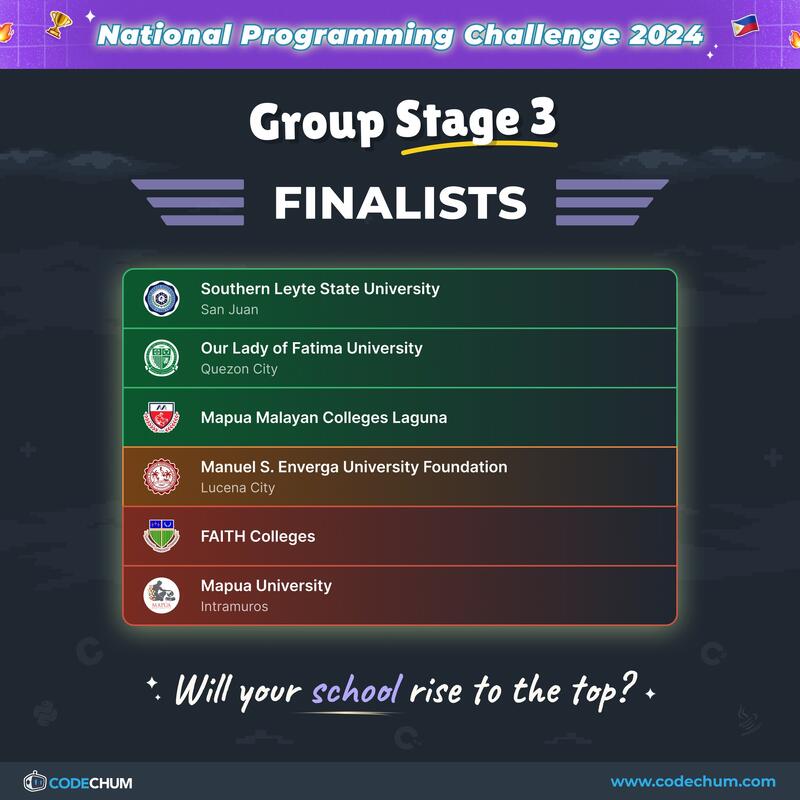 National Programming Challenge 2024
Group Stage 3
FINALISTS
Southern Leyte State University
San Juan
Our Lady of Fatima University
Quezon City
Mapua Malayan Colleges Laguna
Manuel S. Enverga University Foundation
Lucena City
FAITH Colleges
Mapua University
Intramuros
MAPUA
Will your school rise to the top?
CODECHUM
www.codechum.com